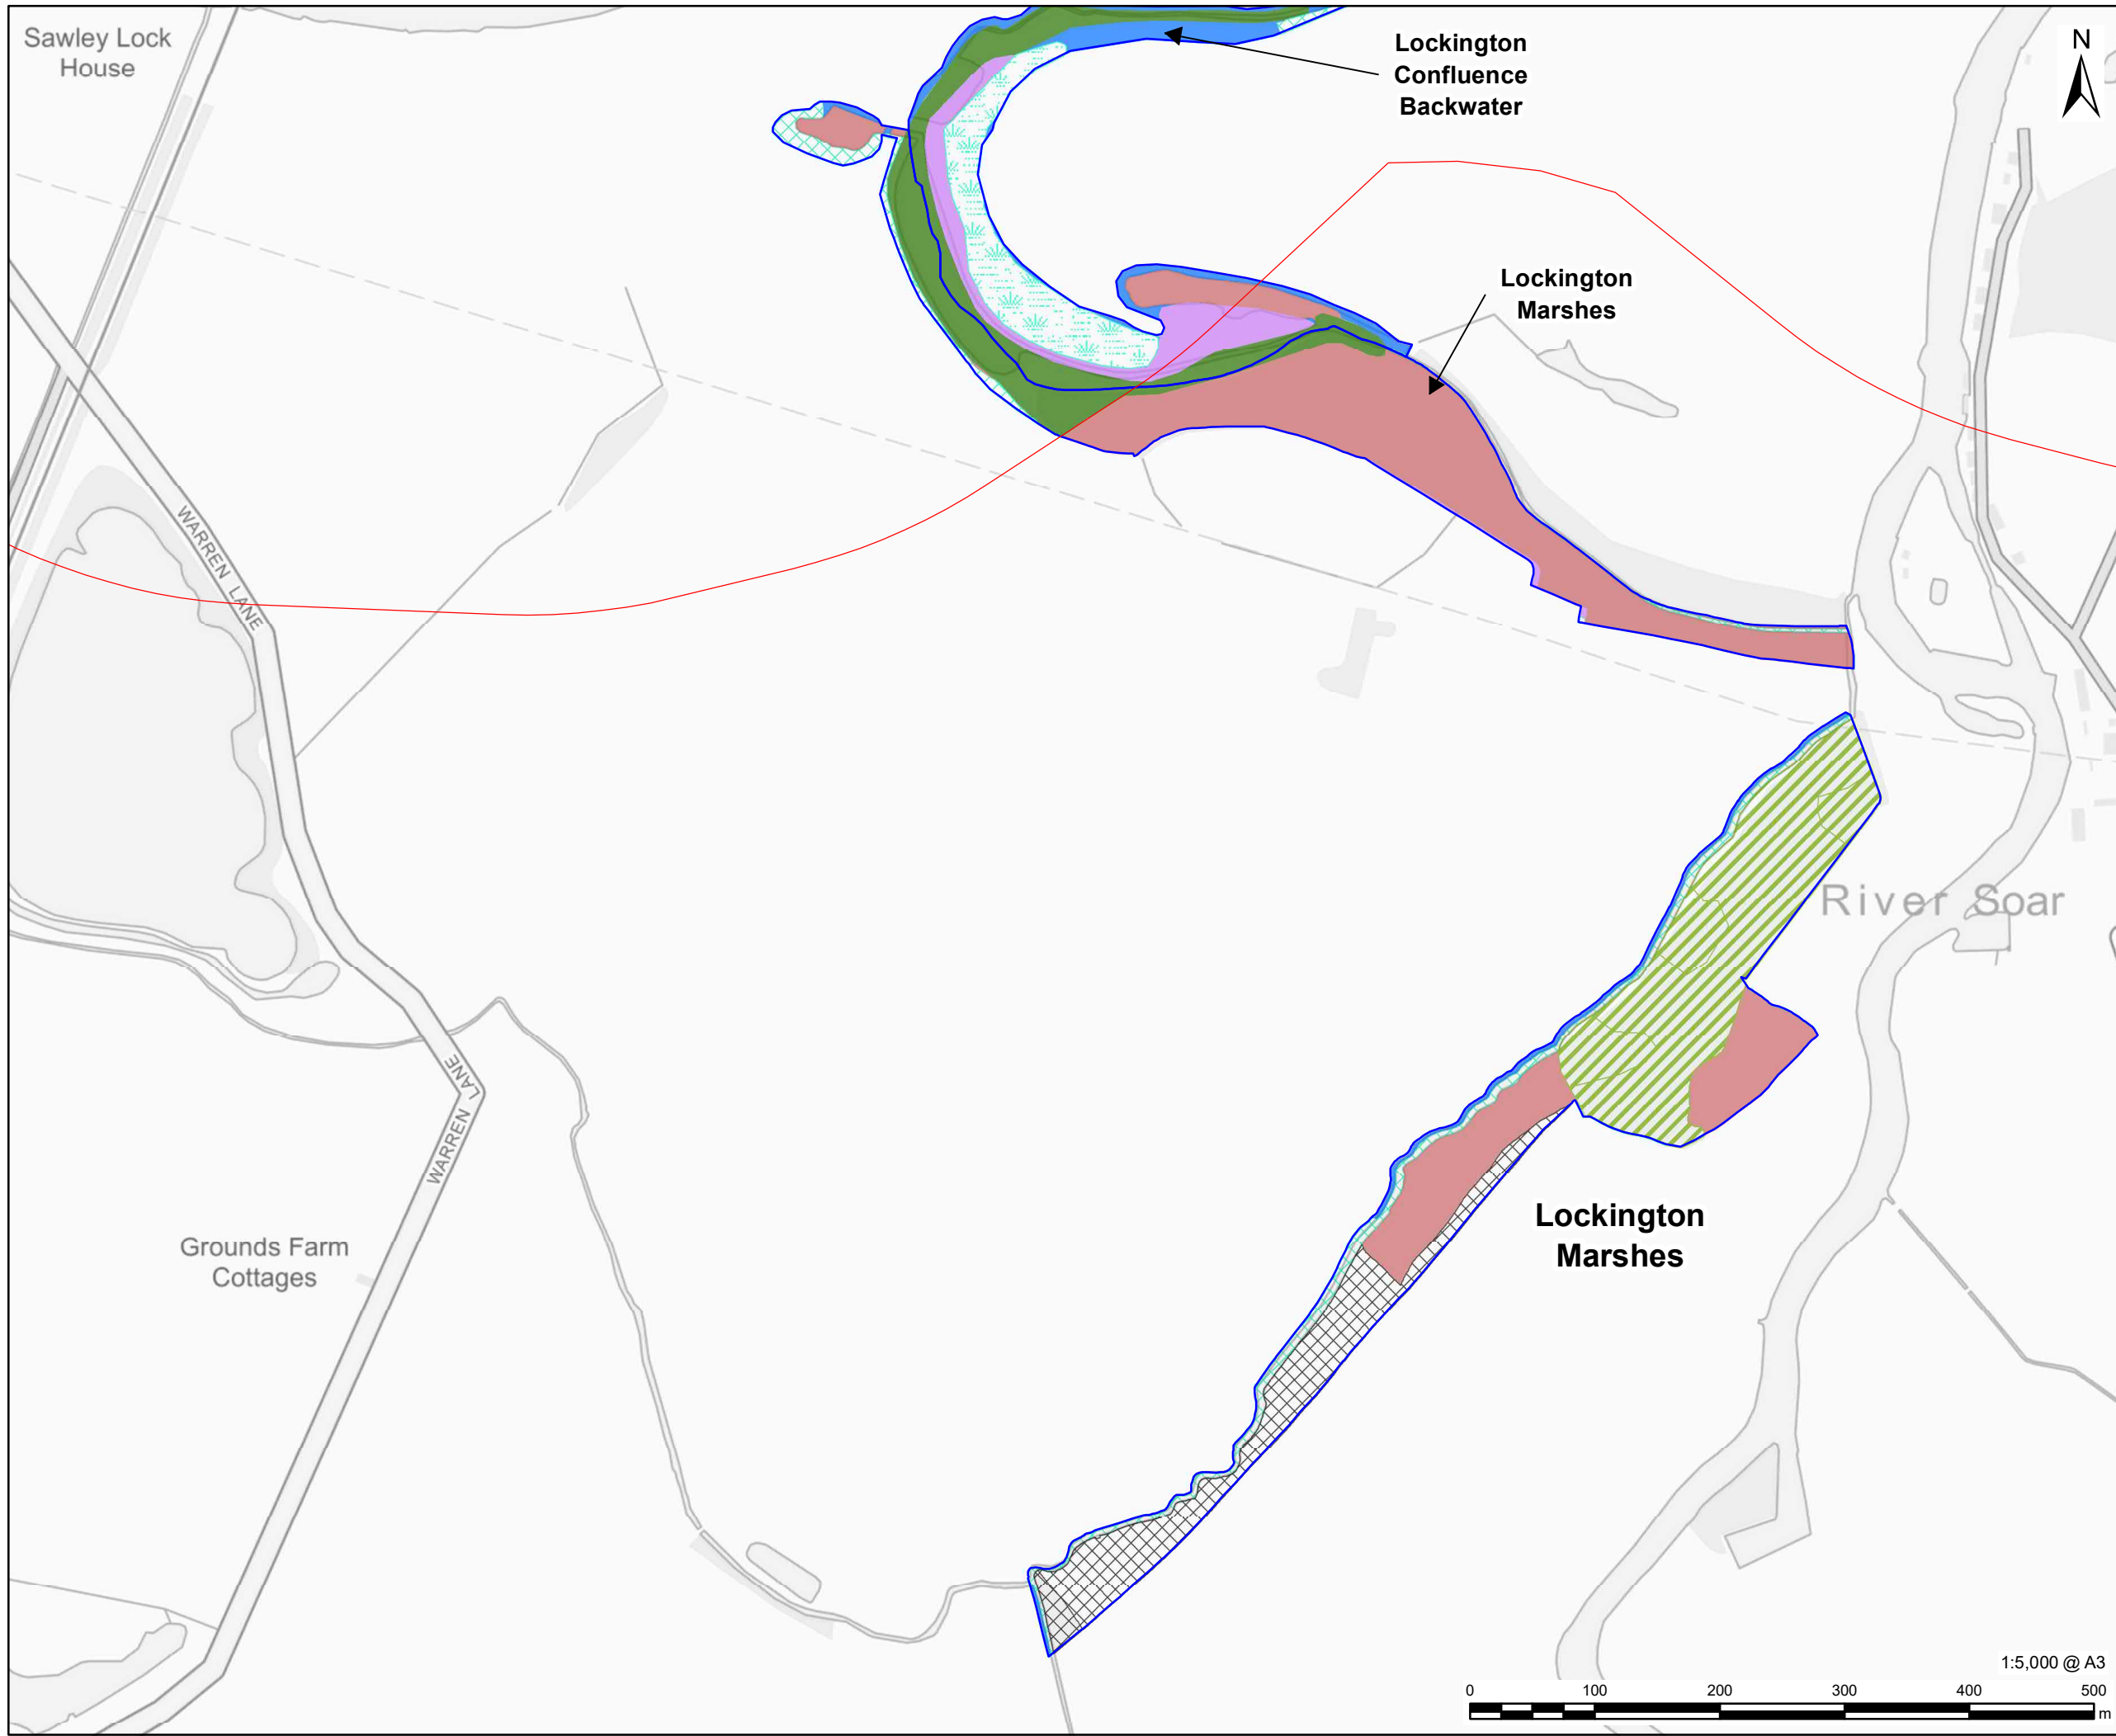 Sawley Lock
House
Lockington
Confluence
Backwater
N
Lockington
Marshes
WARREN LANE
River Soar
WARREN LANE
Lockington
Marshes
Grounds Farm
Cottages
1:5,000 @ A3
0 100 200 300 400 500
m